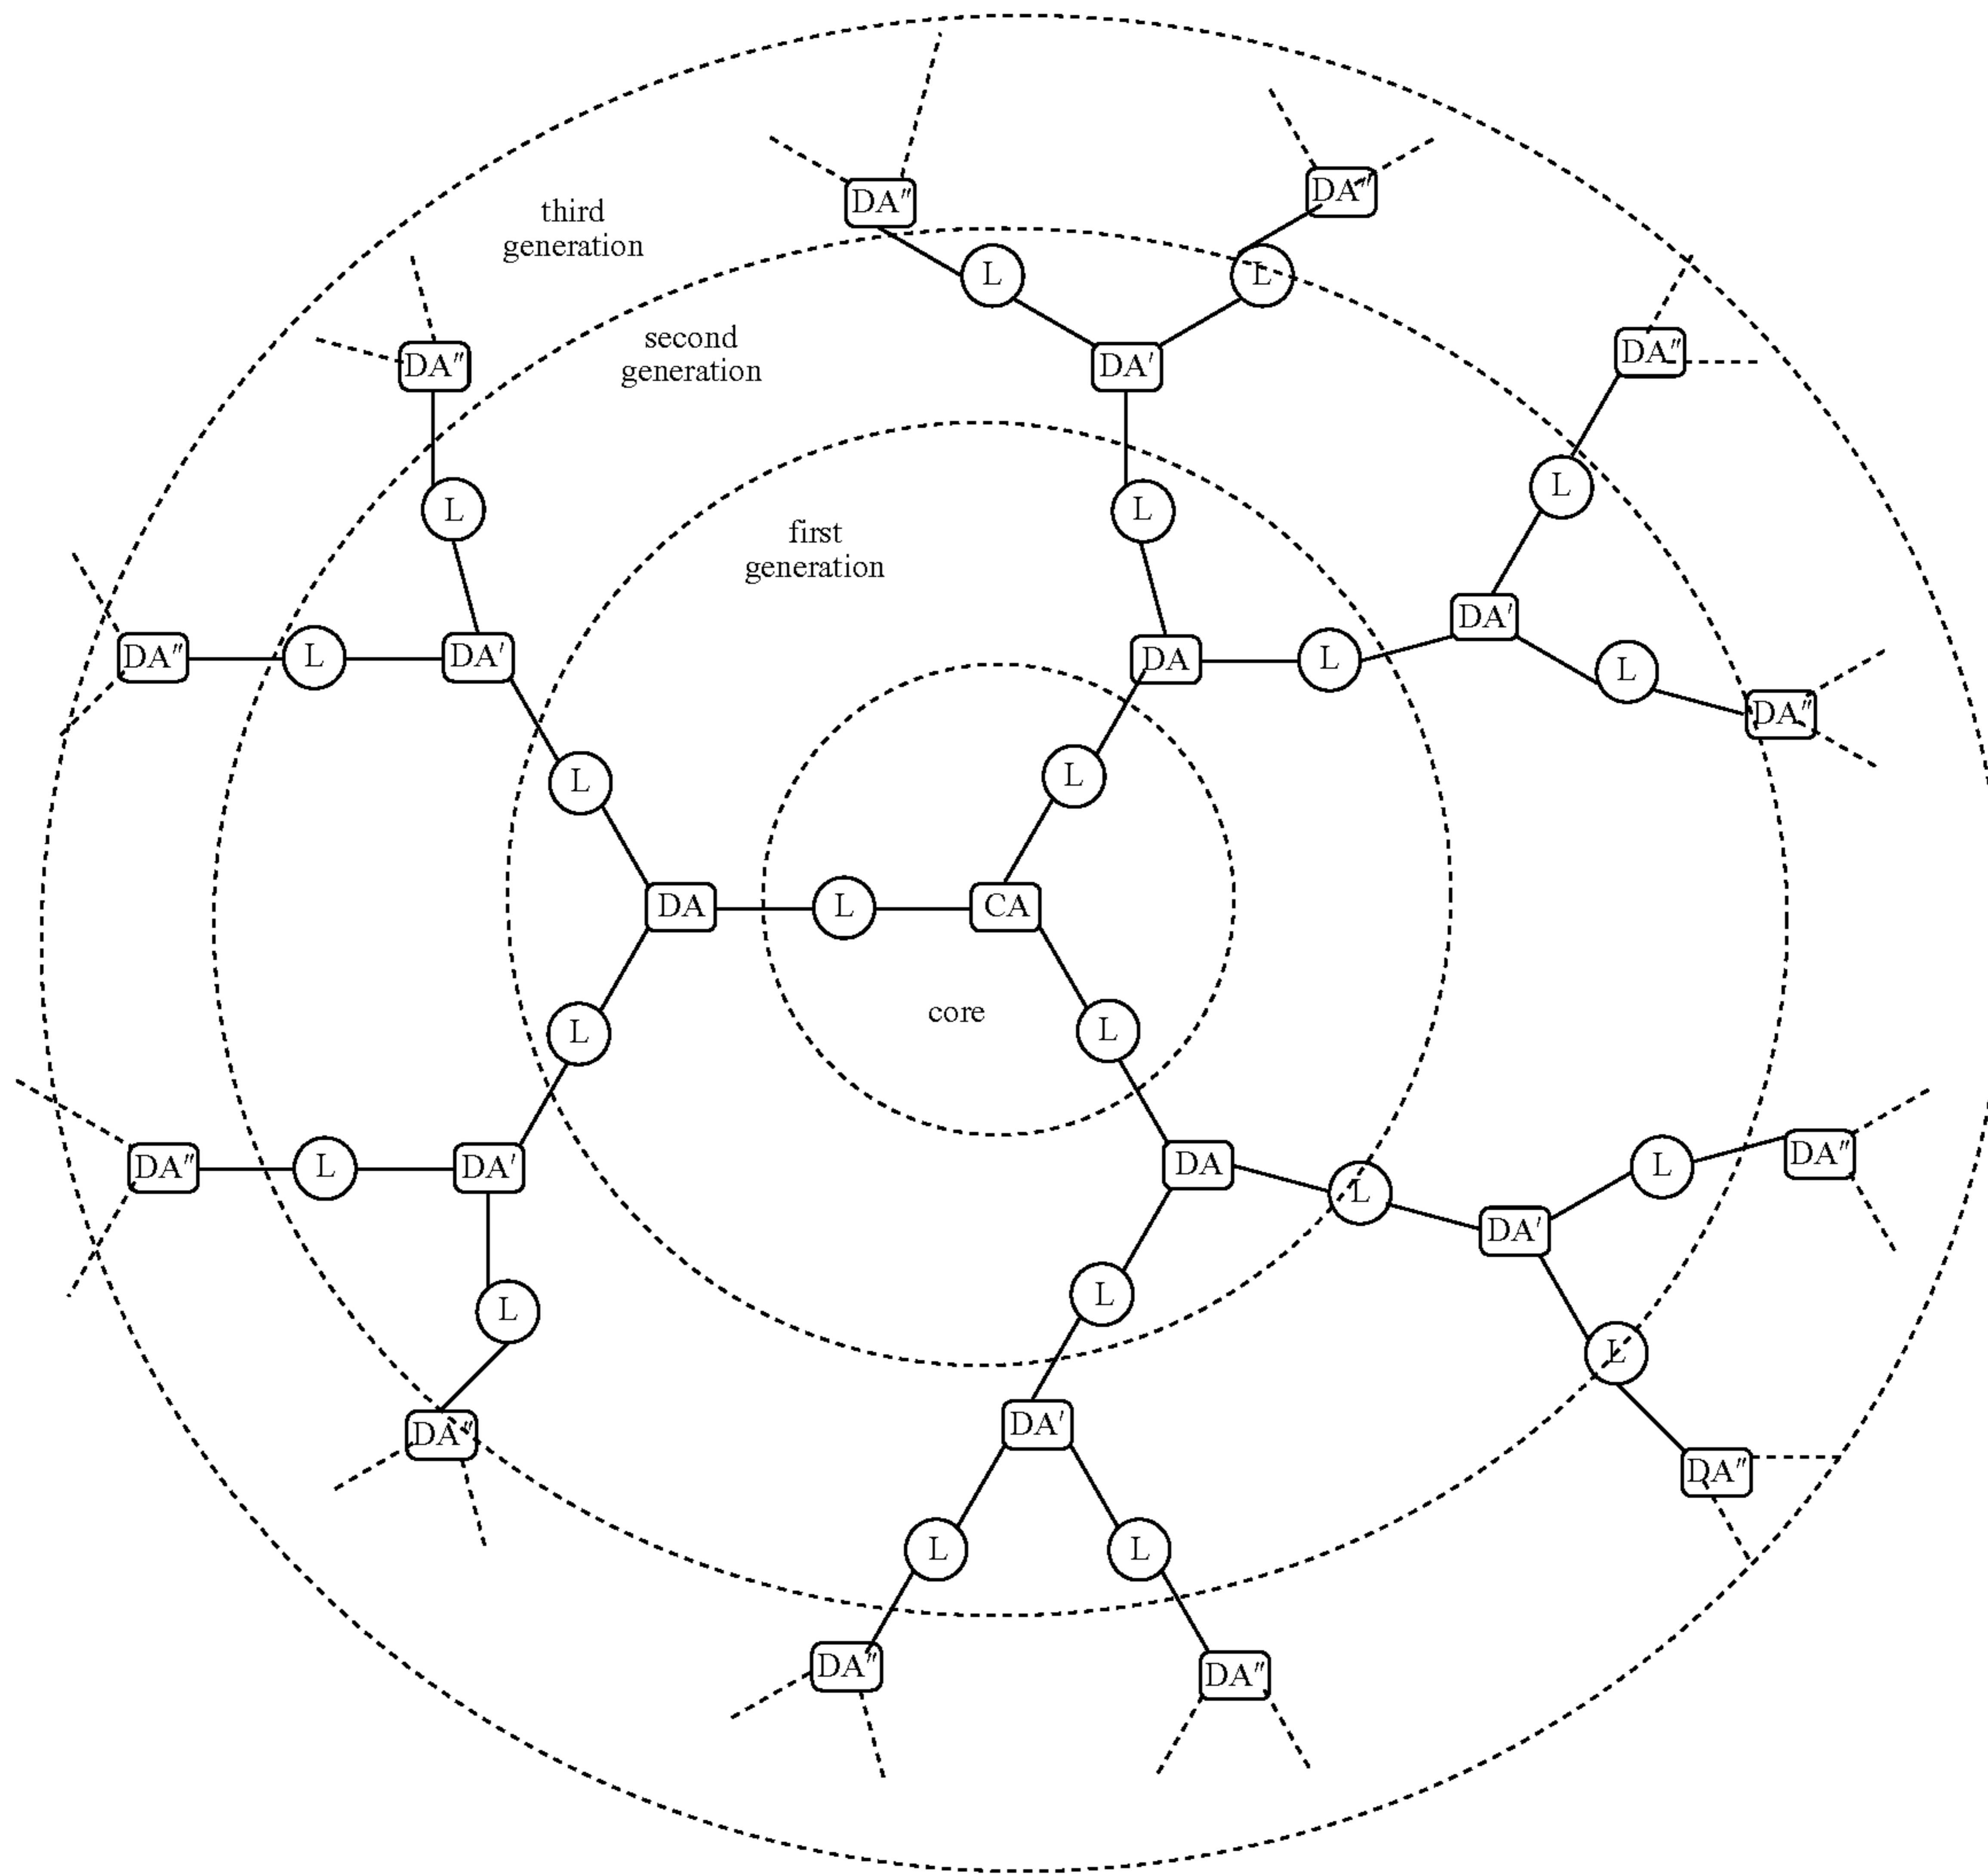 DA″
DA″
third
generation
L
L
second
generation
DA″
DA″
DA′
L
L
L
first
generation
DA′
DA″
L
DA′
DA
L
L
DA″
L
L
DA
L
CA
core
L
L
DA″
L
DA′
DA
L
L
DA″
DA′
L
L
L
DA′
DA″
DA″
L
L
DA″
DA″